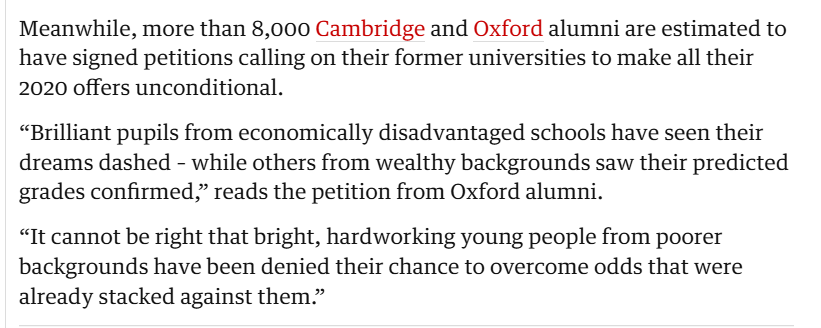 Meanwhile, more than 8,000 Cambridge and Oxford alumni are estimated to
have signed petitions calling on their former universities to make all their
2020 offers unconditional.
“Brilliant pupils from economically disadvantaged schools have seen their
dreams dashed – while others from wealthy backgrounds saw their predicted
grades confirmed,” reads the petition from Oxford alumni.
“It cannot be right that bright, hardworking young people from poorer
backgrounds have been denied their chance to overcome odds that were
already stacked against them.”